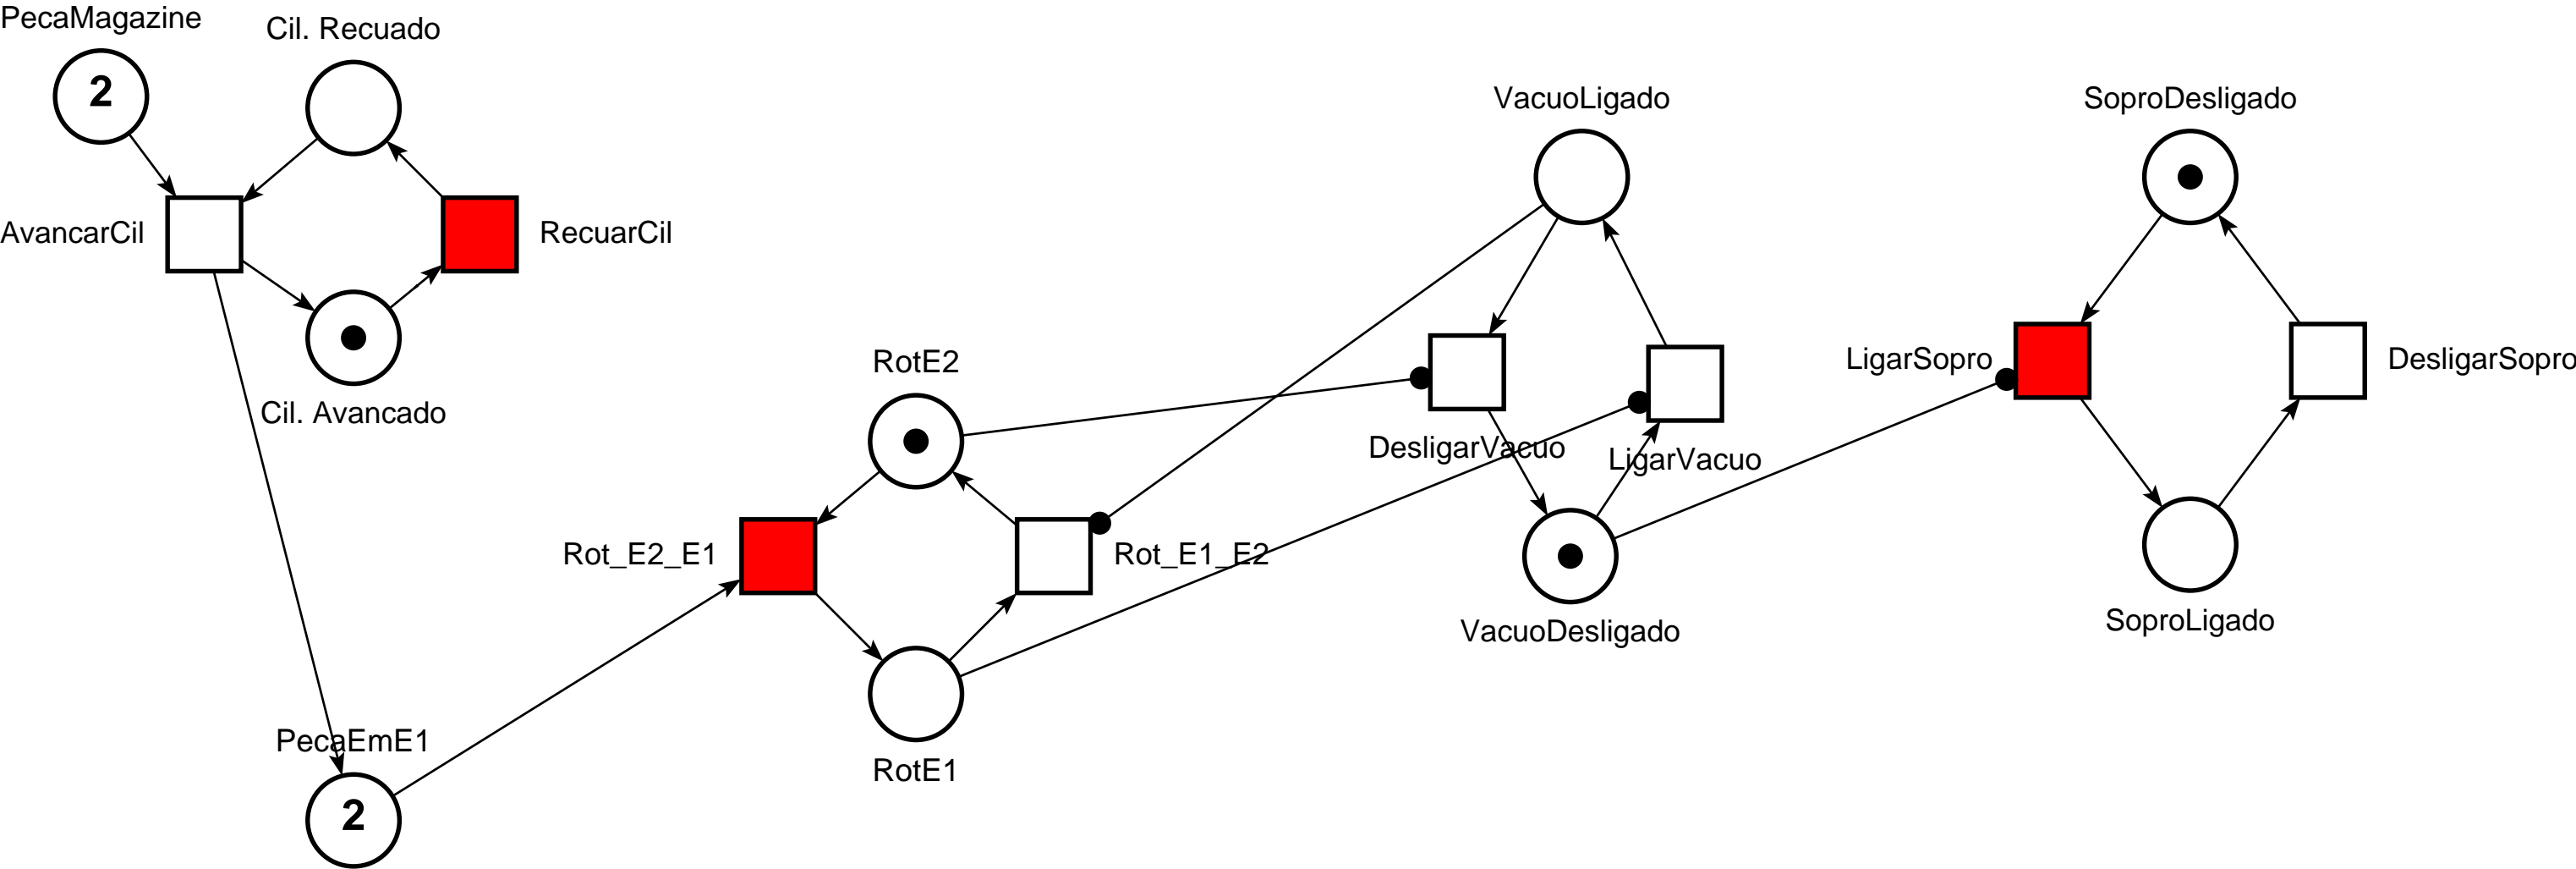 PecaMagazine
Cil. Recuado
2
AvancarCil
RecuarCil
Cil. Avancado
PecaEmE1
2
RotE2
Rot_E2_E1
Rot_E1_E2
RotE1
VacuoLigado
DesligarVacuo
LigarVacuo
VacuoDesligado
SoproDesligado
LigarSopro
DesligarSopro
SoproLigado